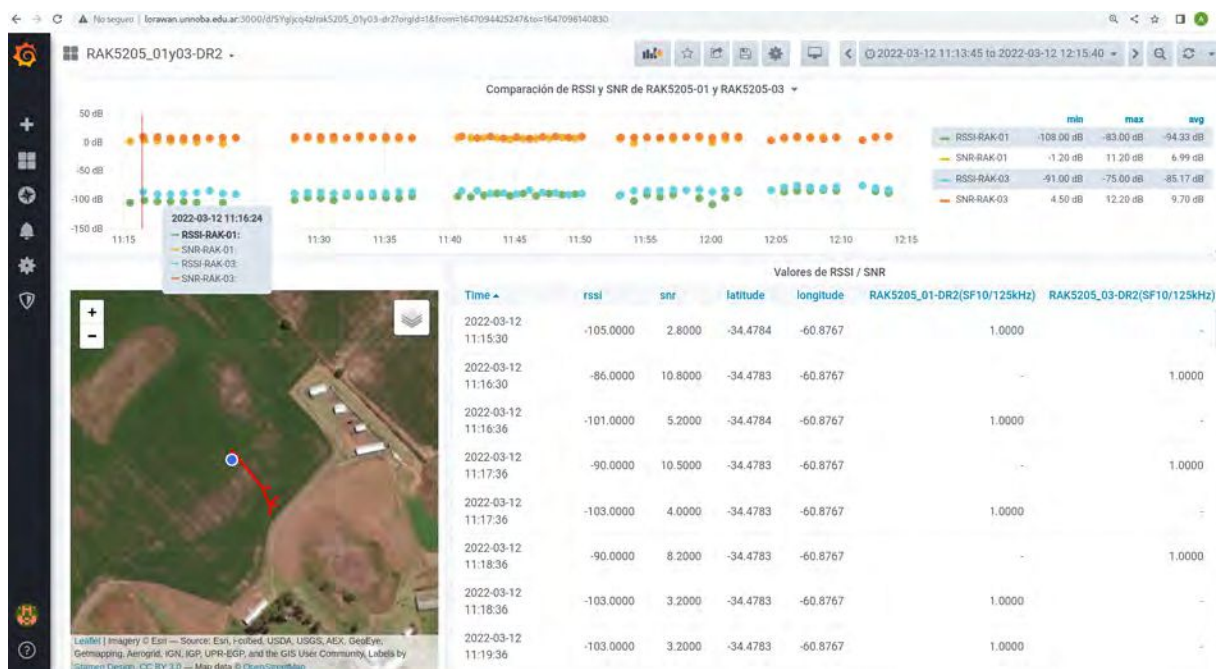 No seguro | lorawan.unnoba.edu.ar:3000/d/
RAK5205_01y03-DR2
2022-03-12 11:13:45 to 2022-03-12 12:15:40
Comparación de RSSI y SNR de RAK5205-01 y RAK5205-03
50 dB
0 dB
-50 dB
-100 dB
-150 dB
11:15 11:30 11:35 11:40 11:45 11:50 11:55 12:00 12:05 12:10 12:15
2022-03-12 11:16:24
RSSI-RAK-01:
SNR-RAK-01:
RSSI-RAK-03:
SNR-RAK-03:
min max avg
RSSI-RAK-01 -108.00 dB -83.00 dB -94.33 dB
SNR-RAK-01 -1.20 dB 11.20 dB 6.99 dB
RSSI-RAK-03 -91.00 dB -75.00 dB -85.17 dB
SNR-RAK-03 4.50 dB 12.20 dB 9.70 dB
+
−
Leaflet | Imagery © Esri — Source: Esri, i-cubed, USDA, USGS, AEX, GeoEye,
Getmapping, Aerogrid, IGN, IGP, UPR-EGP, and the GIS User Community, Labels by
Stamen Design, CC BY 3.0 — Map data © OpenStreetMap
Valores de RSSI / SNR
Time rssi snr latitude longitude RAK5205_01-DR2(SF10/125kHz) RAK5205_03-DR2(SF10/125kHz)
2022-03-12
11:15:30 -105.0000 2.8000 -34.4784 -60.8767 1.0000 -
2022-03-12
11:16:30 -86.0000 10.8000 -34.4783 -60.8767 - 1.0000
2022-03-12
11:16:36 -101.0000 5.2000 -34.4784 -60.8767 1.0000 -
2022-03-12
11:17:36 -90.0000 10.5000 -34.4783 -60.8767 - 1.0000
2022-03-12
11:17:36 -103.0000 4.0000 -34.4783 -60.8767 1.0000 -
2022-03-12
11:18:36 -90.0000 8.2000 -34.4783 -60.8767 - 1.0000
2022-03-12
11:18:36 -103.0000 3.2000 -34.4783 -60.8767 1.0000 -
2022-03-12
11:19:36 -103.0000 3.2000 -34.4783 -60.8767 1.0000 -